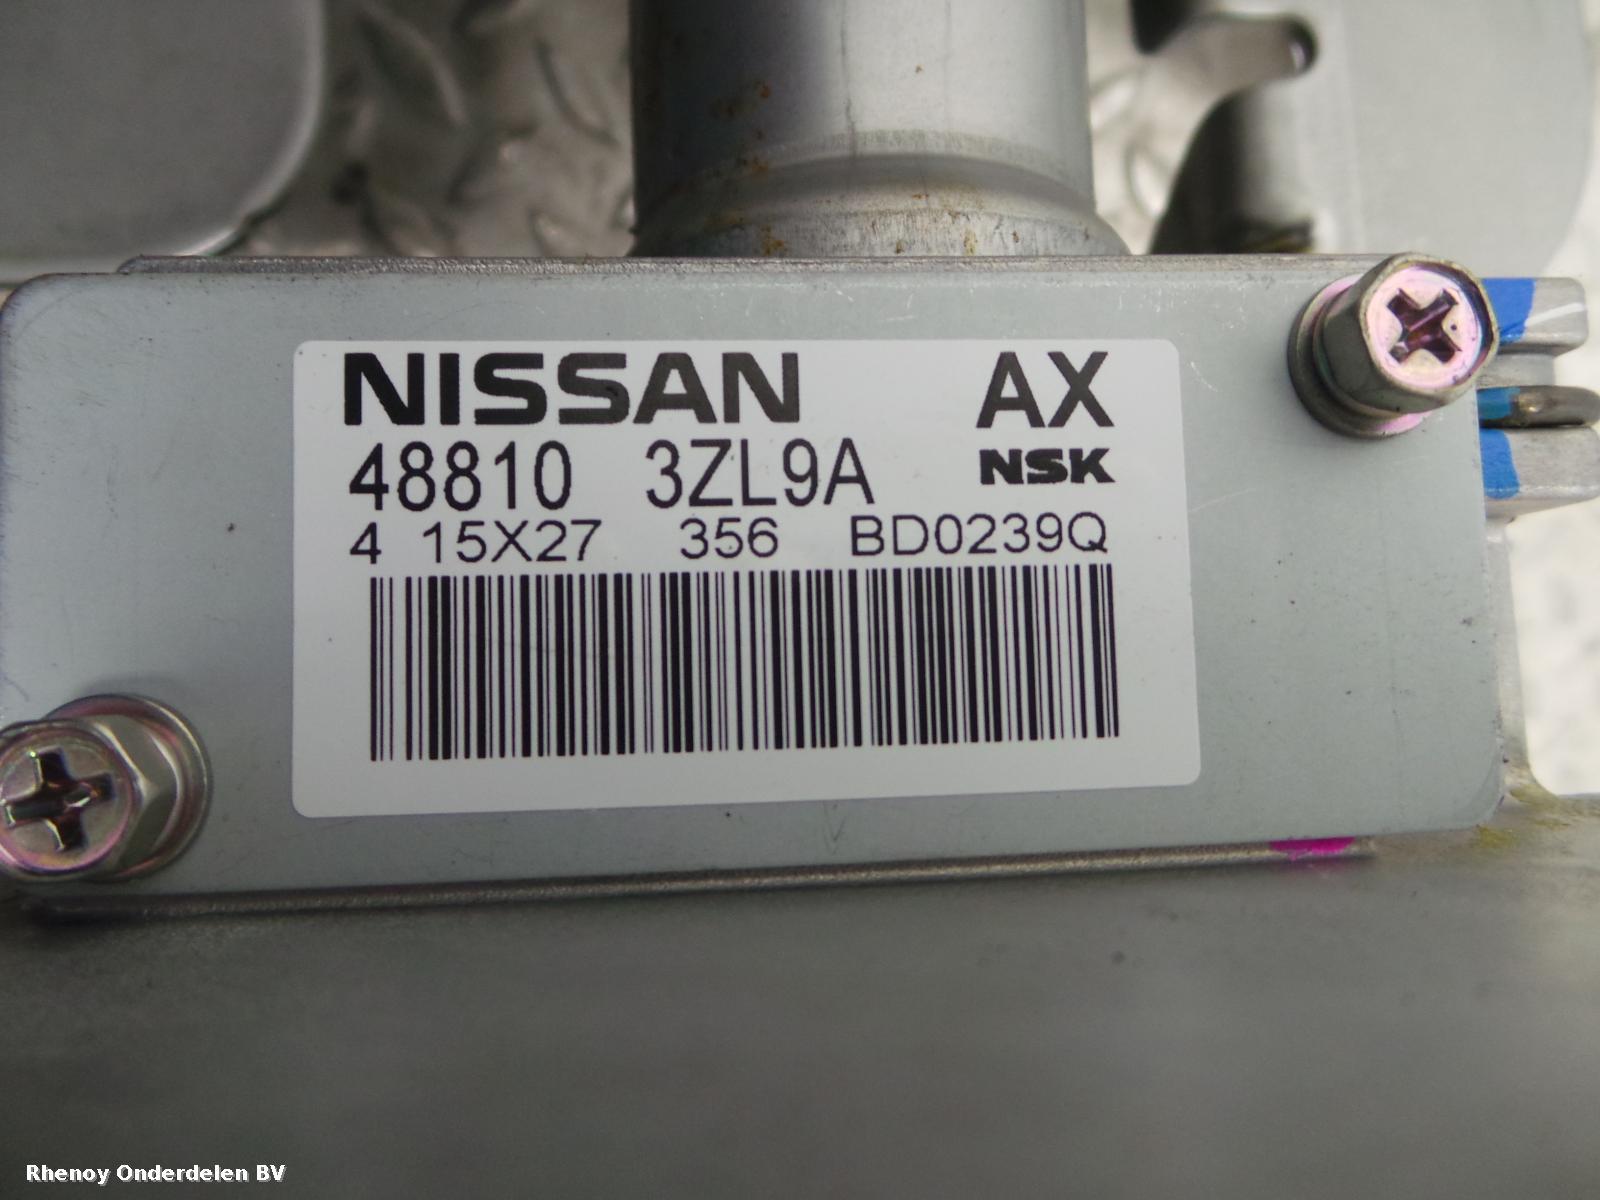 NISSAN AX
48810 3ZL9A NSK
4 15X27 356 BD0239Q
Rhenoy Onderdelen BV